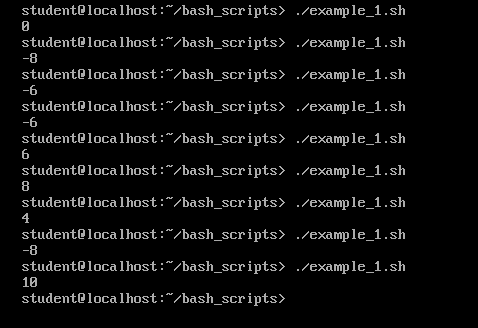 student@localhost:~/bash_scripts> ./example_1.sh
0
student@localhost:~/bash_scripts> ./example_1.sh
-8
student@localhost:~/bash_scripts> ./example_1.sh
-6
student@localhost:~/bash_scripts> ./example_1.sh
-6
student@localhost:~/bash_scripts> ./example_1.sh
6
student@localhost:~/bash_scripts> ./example_1.sh
8
student@localhost:~/bash_scripts> ./example_1.sh
4
student@localhost:~/bash_scripts> ./example_1.sh
-8
student@localhost:~/bash_scripts> ./example_1.sh
10
student@localhost:~/bash_scripts>